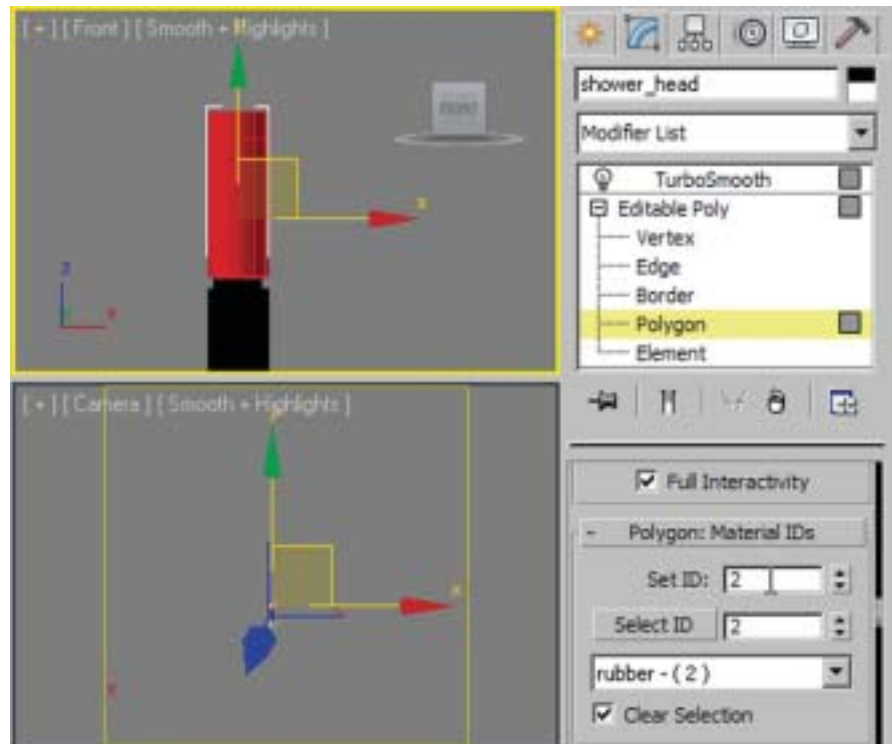 [ + ] [ Front ] [ Smooth + Highlights ]
FRONT
x
z
x
[ + ] [ Camera ] [ Smooth + Highlights ]
x
shower_head
Modifier List
TurboSmooth
Editable Poly
Vertex
Edge
Border
Polygon
Element
Full Interactivity
- Polygon: Material IDs
Set ID: 2
Select ID 2
rubber - ( 2 )
Clear Selection